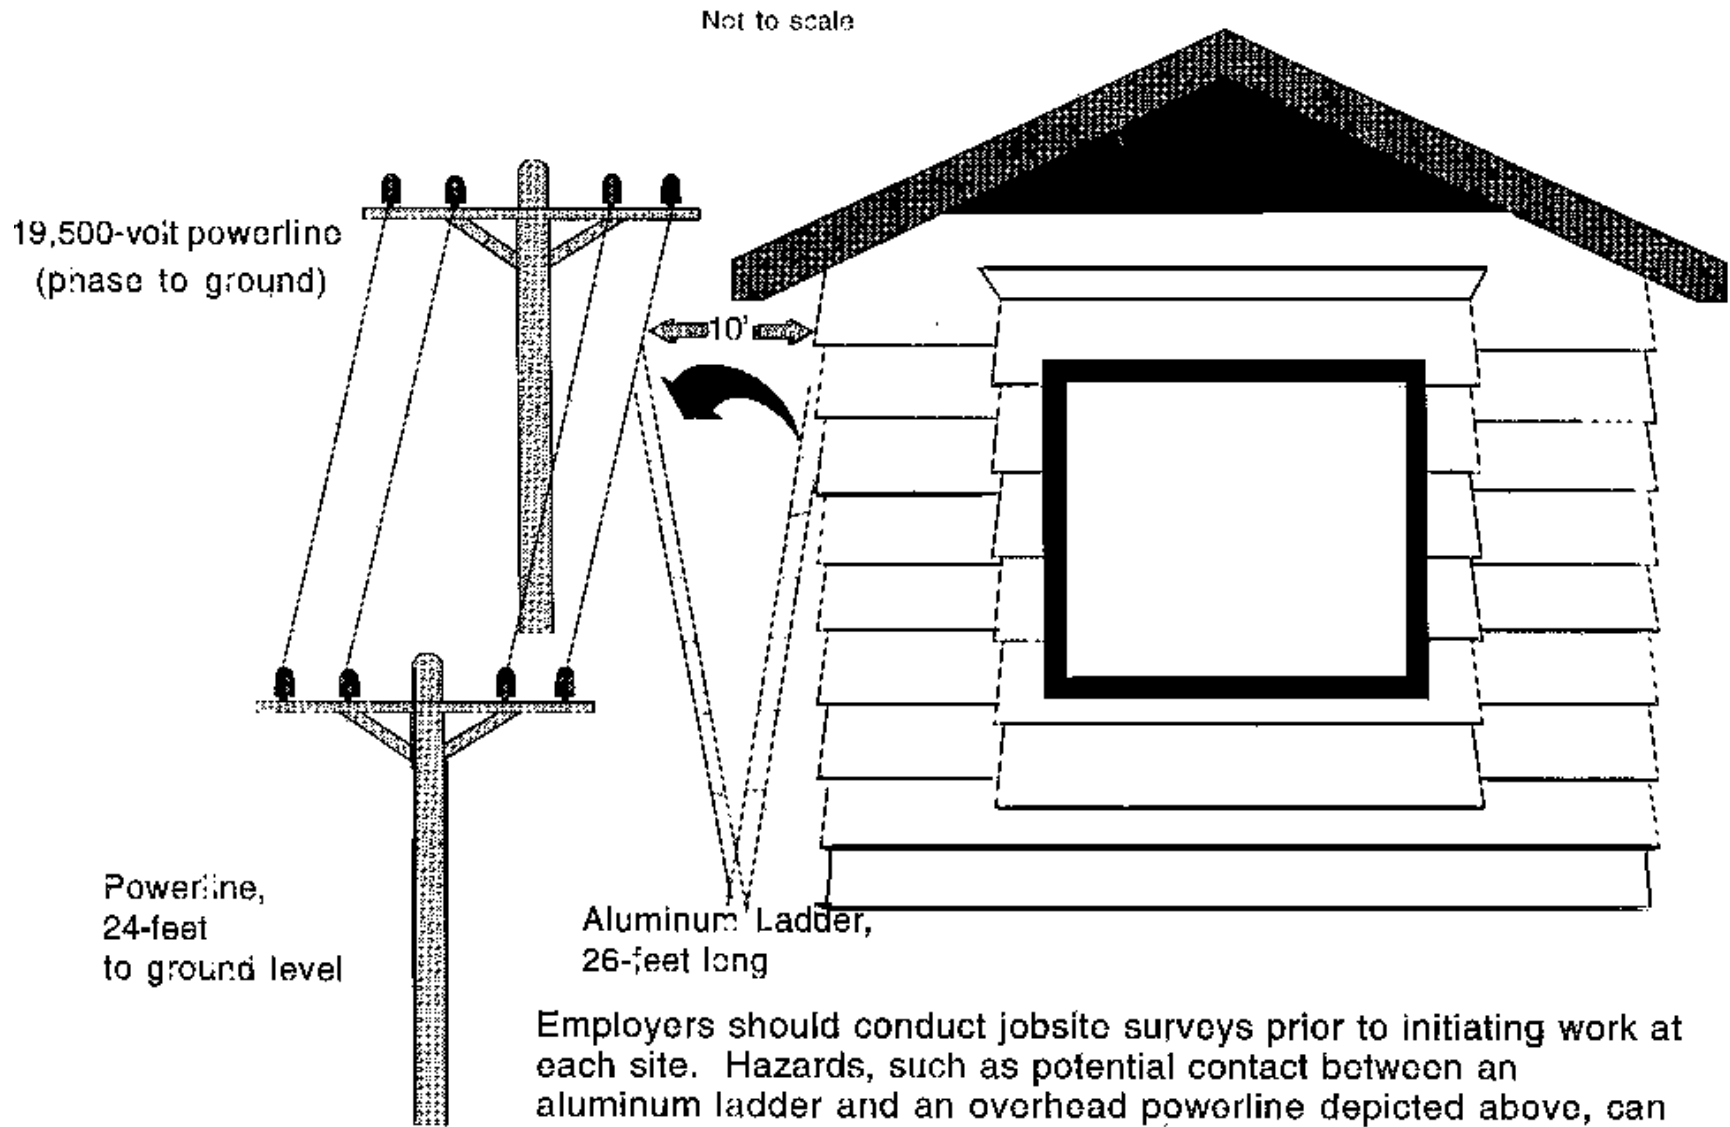 Not to scale
19,500-volt powerline
(phase to ground)
10'
Powerline,
24-feet
to ground level
Aluminum Ladder,
26-feet long
Employers should conduct jobsite surveys prior to initiating work at
each site. Hazards, such as potential contact between an
aluminum ladder and an overhead powerline depicted above, can